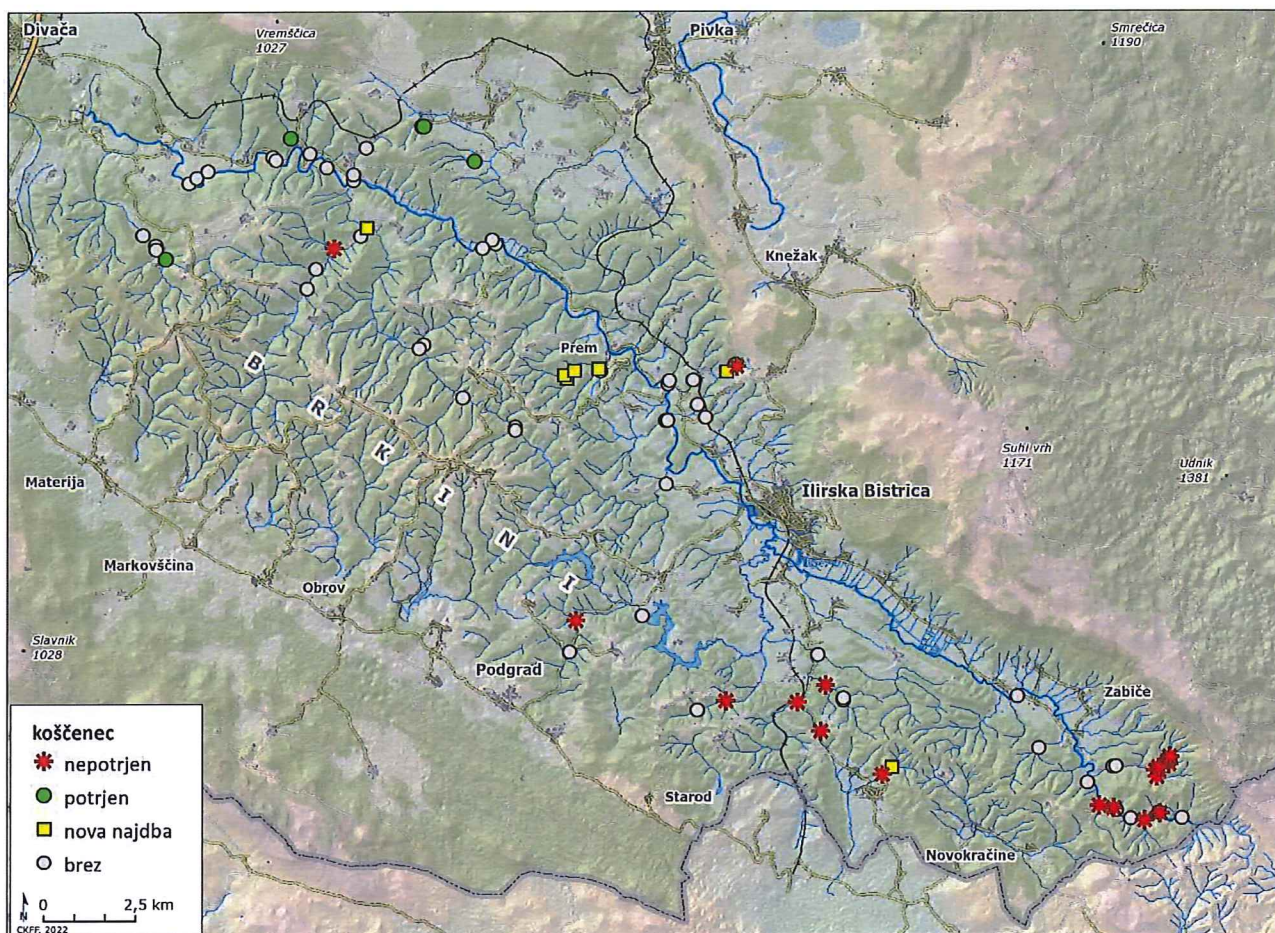 Divača
Vremščica
1027
Pivka
Smrečica
1190
Knežak
Prem
B
R
K
I
N
I
Suhi vrh
1171
Udnik
1381
Materija
Ilirska Bistrica
Markovščina
Obrov
Slavnik
1028
Podgrad
Zabiče
Starod
Novokračine
koščenec
nepotrjen
potrjen
nova najdba
brez
N
0 2,5 km
CKFF, 2022